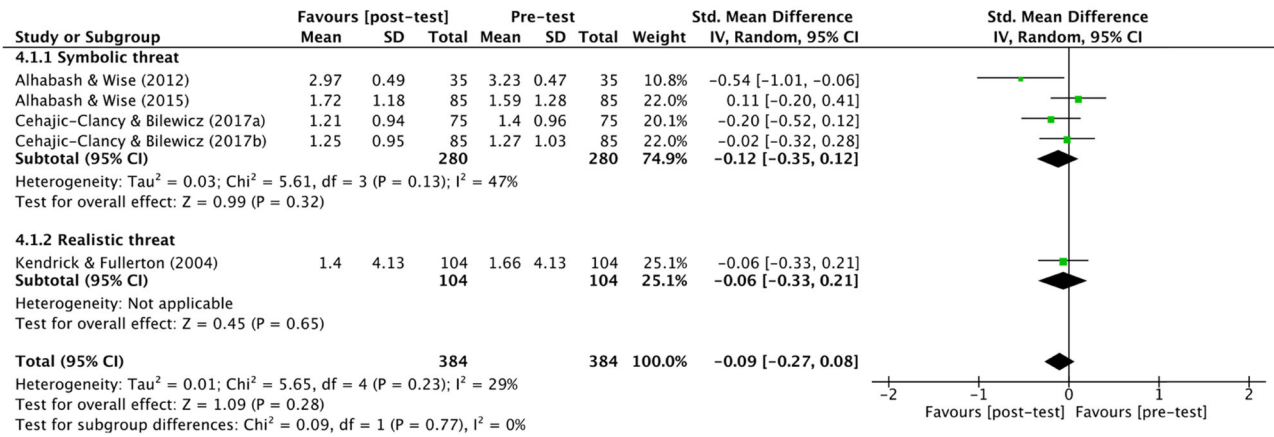 Favours [post-test] Pre-test Std. Mean Difference Std. Mean Difference
Study or Subgroup Mean SD Total Mean SD Total Weight IV, Random, 95% CI IV, Random, 95% CI
4.1.1 Symbolic threat
Alhabash & Wise (2012) 2.97 0.49 35 3.23 0.47 35 10.8% −0.54 [−1.01, −0.06]
Alhabash & Wise (2015) 1.72 1.18 85 1.59 1.28 85 22.0% 0.11 [−0.20, 0.41]
Cehajic-Clancy & Bilewicz (2017a) 1.21 0.94 75 1.4 0.96 75 20.1% −0.20 [−0.52, 0.12]
Cehajic-Clancy & Bilewicz (2017b) 1.25 0.95 85 1.27 1.03 85 22.0% −0.02 [−0.32, 0.28]
Subtotal (95% CI) 280 280 74.9% −0.12 [−0.35, 0.12]
Heterogeneity: Tau² = 0.03; Chi² = 5.61, df = 3 (P = 0.13); I² = 47%
Test for overall effect: Z = 0.99 (P = 0.32)
4.1.2 Realistic threat
Kendrick & Fullerton (2004) 1.4 4.13 104 1.66 4.13 104 25.1% −0.06 [−0.33, 0.21]
Subtotal (95% CI) 104 104 25.1% −0.06 [−0.33, 0.21]
Heterogeneity: Not applicable
Test for overall effect: Z = 0.45 (P = 0.65)
Total (95% CI) 384 384 100.0% −0.09 [−0.27, 0.08]
Heterogeneity: Tau² = 0.01; Chi² = 5.65, df = 4 (P = 0.23); I² = 29%
Test for overall effect: Z = 1.09 (P = 0.28)
Test for subgroup differences: Chi² = 0.09, df = 1 (P = 0.77), I² = 0%
−2 −1 0 1 2
Favours [post-test] Favours [pre-test]